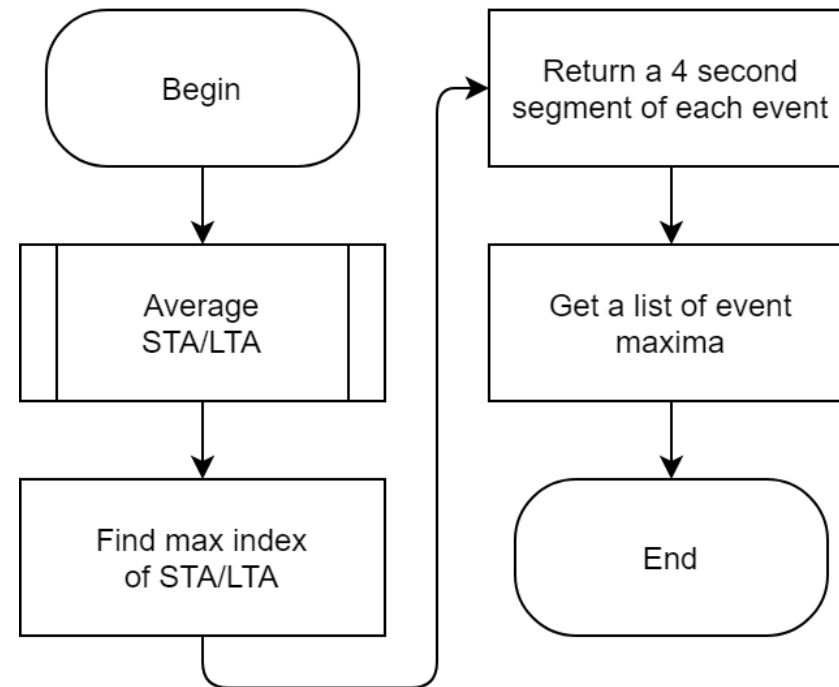 Begin
Average
STA/LTA
Find max index
of STA/LTA
Return a 4 second
segment of each event
Get a list of event
maxima
End